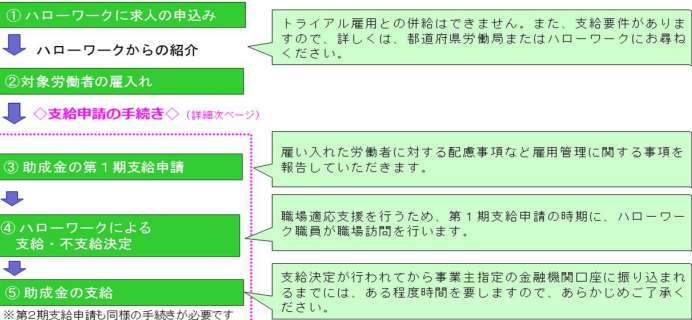 ①ハローワークに求人の申込み
トライアル雇用との併給はできません。また、支給要件がありま
すので、詳しくは、都道府県労働局またはハローワークにお尋ね
ください。
ハローワークからの紹介
②対象労働者の雇入れ
◇支給申請の手続き◇(詳細次ページ)
雇い入れた労働者に対する配慮事項など雇用管理に関する事項を
報告していただきます。
③ 助成金の第1期支給申請
職場適応支援を行うため、第1期支給申請の時期に、ハローワー
ク職員が職場訪問を行います。
④ ハローワークによる
支給・不支給決定
支給決定が行われてから事業主指定の金融機関口座に振り込まれ
るまでには、ある程度時間を要しますので、あらかじめご了承く
ださい。
⑤ 助成金の支給
※第2期支給申請も同様の手続きが必要です